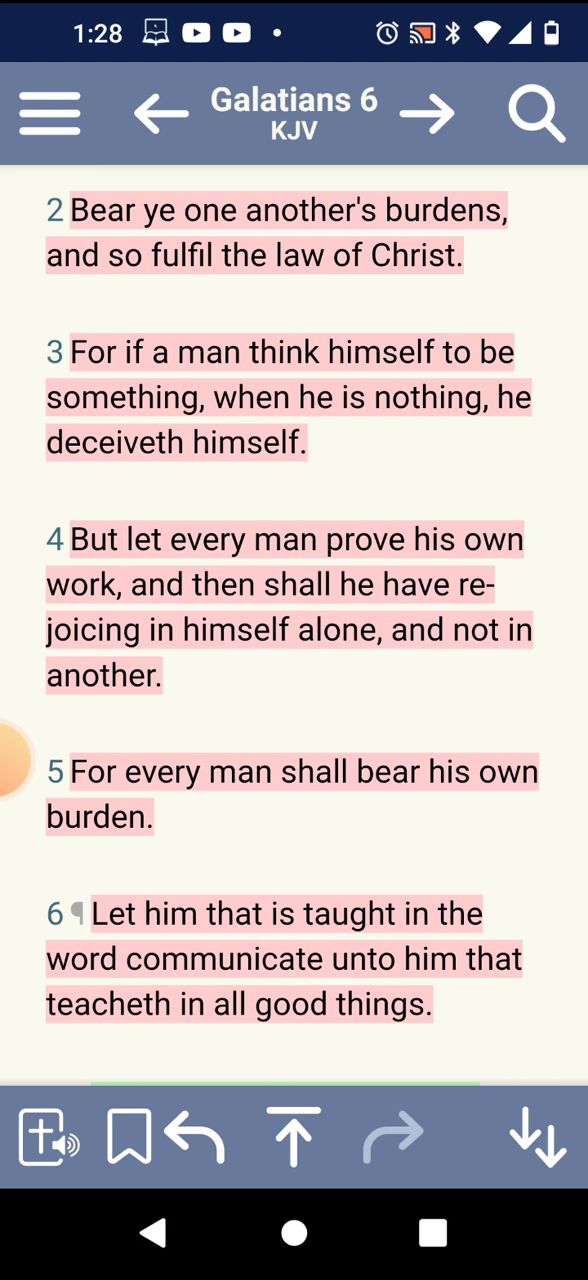 1:28
Galatians 6
KJV
2 Bear ye one another's burdens,
and so fulfil the law of Christ.
3 For if a man think himself to be
something, when he is nothing, he
deceiveth himself.
4 But let every man prove his own
work, and then shall he have re-
joicing in himself alone, and not in
another.
5 For every man shall bear his own
burden.
6 ¶ Let him that is taught in the
word communicate unto him that
teacheth in all good things.